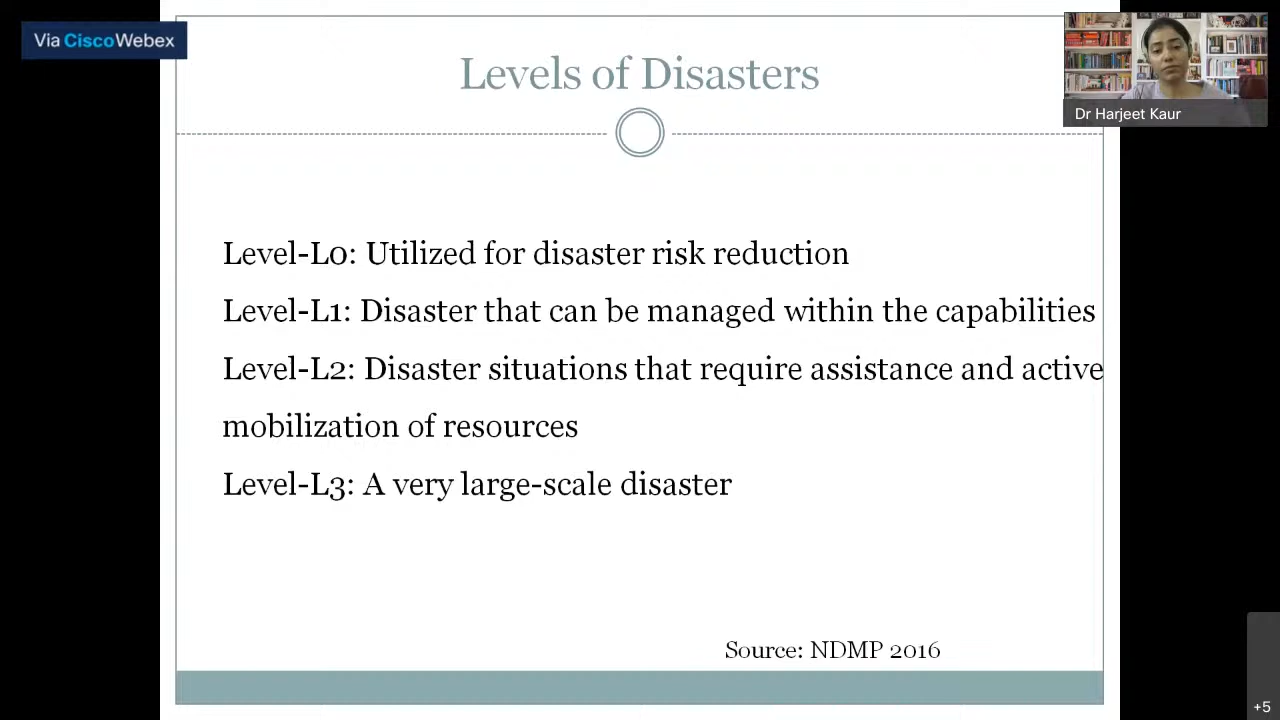 Via Cisco Webex
Levels of Disasters
Dr Harjeet Kaur
Level-L0: Utilized for disaster risk reduction
Level-L1: Disaster that can be managed within the capabilities
Level-L2: Disaster situations that require assistance and active
mobilization of resources
Level-L3: A very large-scale disaster
Source: NDMP 2016
+5